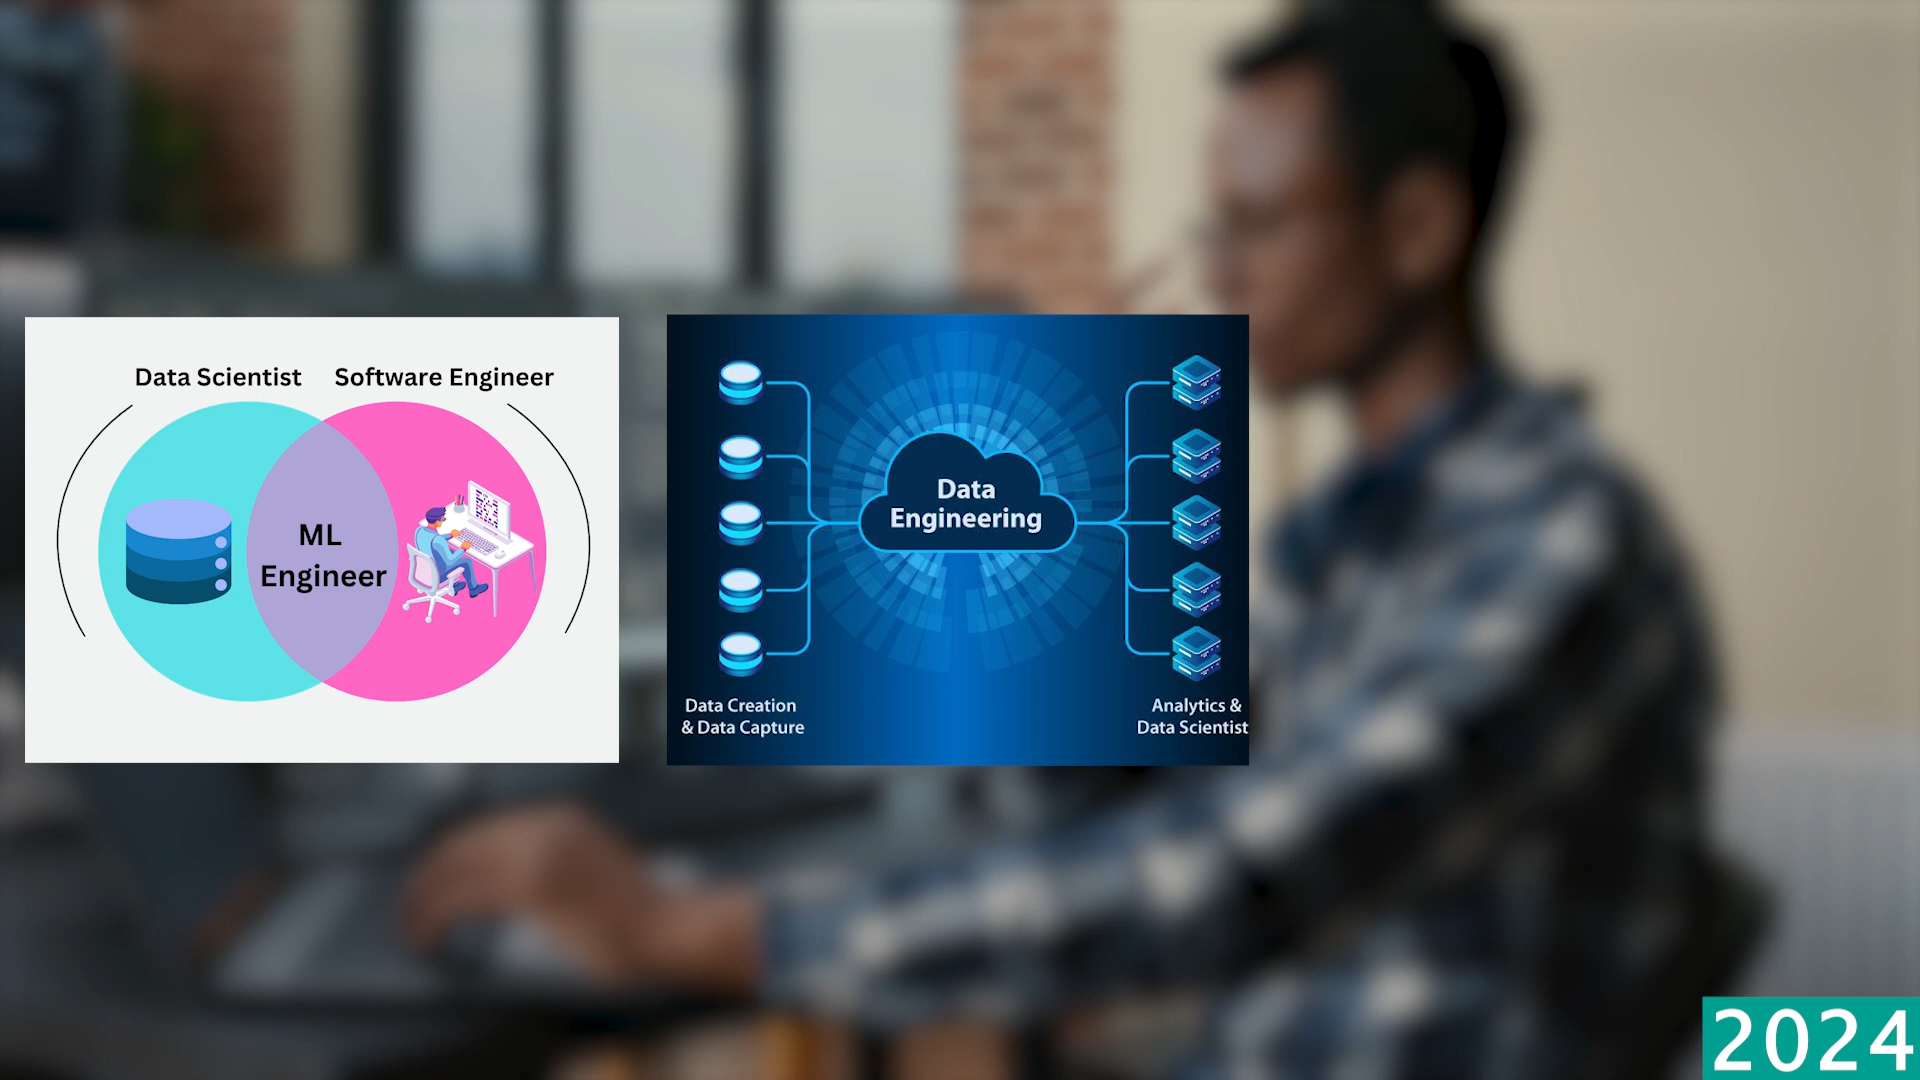 Data Scientist
Software Engineer
ML
Engineer
Data
Engineering
Data Creation
& Data Capture
Analytics &
Data Scientist
2024